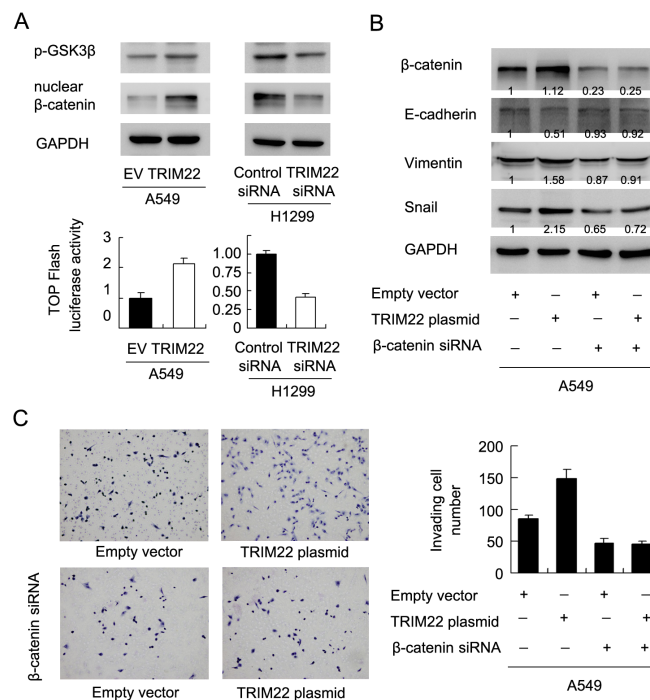 A
p-GSK3β
nuclear
β-catenin
GAPDH
EV TRIM22
A549
Control TRIM22
siRNA siRNA
H1299
TOP Flash
luciferase activity
3
2
1
0
1.00
0.75
0.50
0.25
0
EV TRIM22
A549
Control TRIM22
siRNA siRNA
H1299
B
β-catenin
1 1.12 0.23 0.25
E-cadherin
1 0.51 0.93 0.92
Vimentin
1 1.58 0.87 0.91
Snail
1 2.15 0.65 0.72
GAPDH
Empty vector + – + –
TRIM22 plasmid – + – +
β-catenin siRNA – – + +
A549
C
Empty vector TRIM22 plasmid
β-catenin siRNA
Empty vector TRIM22 plasmid
Invading cell
number
200
150
100
50
0
Empty vector + – + –
TRIM22 plasmid – + – +
β-catenin siRNA – – + +
A549